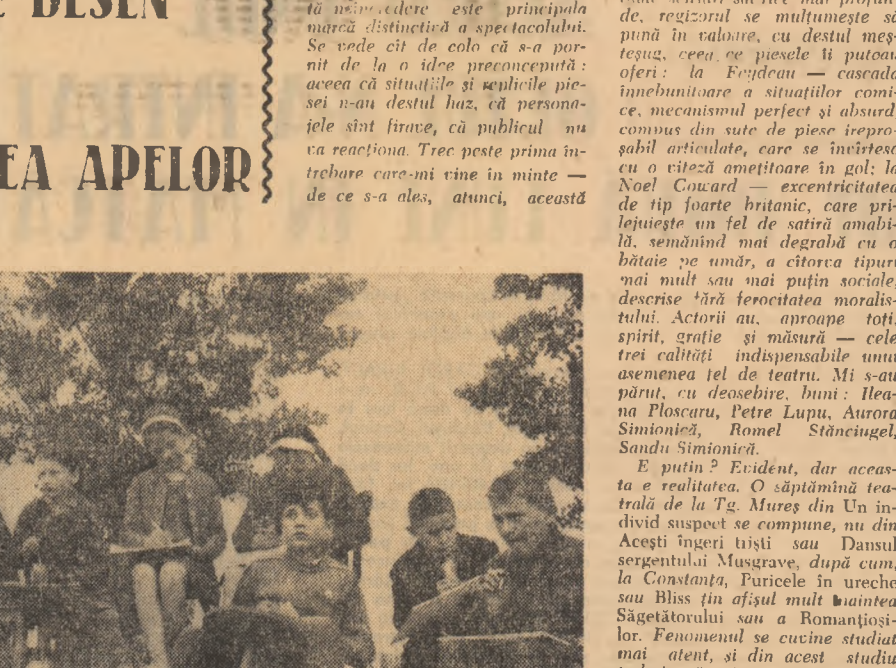 DESEN
EA APELOR
tă neîncredere este principala
marcă distinctivă a spectacolului.
Se vede cît de colo că s-a por-
nit de la o idee preconcepută:
aceea că situațiile și replicile pie-
sei n-au destul haz, că persona-
jele sînt firave, că publicul nu
va reacționa. Trec peste prima în-
trebare care-mi vine în minte —
de ce s-a ales, atunci, această
de, regizorul se mulțumește să
pună în valoare, cu destul meș-
teșug, ceea ce piesele îi puteau
oferi: la Feydeau — cascada
înnebunitoare a situațiilor comi-
ce, mecanismul perfect și absurd,
compus din sute de piese irepro-
șabil articulate, care se învîrtesc
cu o viteză amețitoare în gol; la
Noel Coward — excentricitatea
de tip foarte britanic, care pri-
lejuiește un fel de satiră amabi-
lă, semănînd mai degrabă cu o
bătaie pe umăr, a cîtorva tipuri
mai mult sau mai puțin sociale,
descrise fără ferocitatea moralis-
tului. Actorii au, aproape toți,
spirit, grație și măsură — cele
trei calități indispensabile unui
asemenea fel de teatru. Mi s-au
părut, cu deosebire, buni: Ilea-
na Ploscaru, Petre Lupu, Aurora
Simionică, Romel Stănciugel,
Sandu Simionică.
E puțin? Evident, dar aceas-
ta e realitatea. O săptămînă tea-
trală de la Tg. Mureș din Un in-
divid suspect se compune, nu din
Acești îngeri triști sau Dansul
sergentului Musgrave, după cum,
la Constanța, Puricele în ureche
sau Bliss țin afișul mult înaintea
Săgetătorului sau a Romanțioși-
lor. Fenomenul se cuvine studiat
mai atent, și din acest studiu